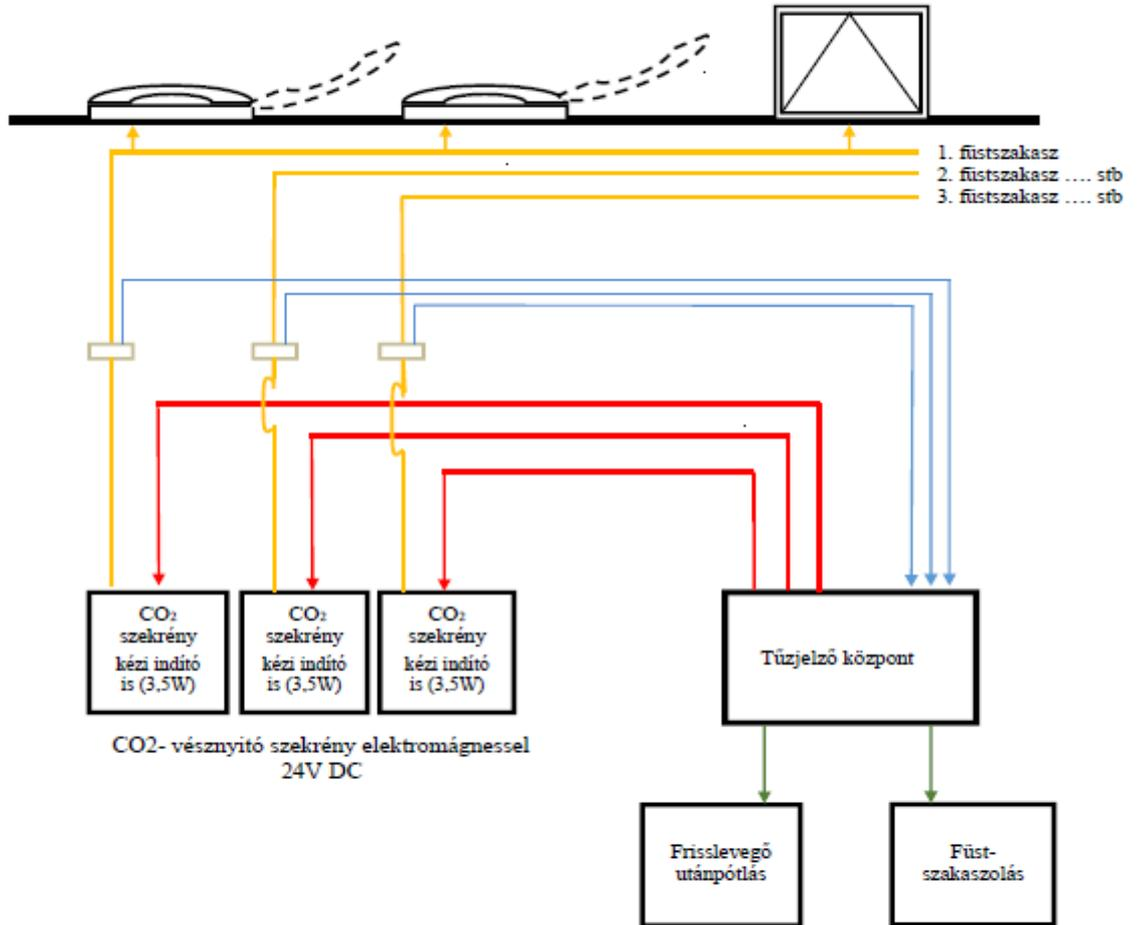 1. füstszakasz
2. füstszakasz …. stb
3. füstszakasz …. stb
CO₂
szekrény
kézi indító
is (3,5W)
CO₂
szekrény
kézi indító
is (3,5W)
CO₂
szekrény
kézi indító
is (3,5W)
Tűzjelző központ
CO2- vésznyitó szekrény elektromágnessel
24V DC
Frisslevegő
utánpótlás
Füst-
szakaszolás